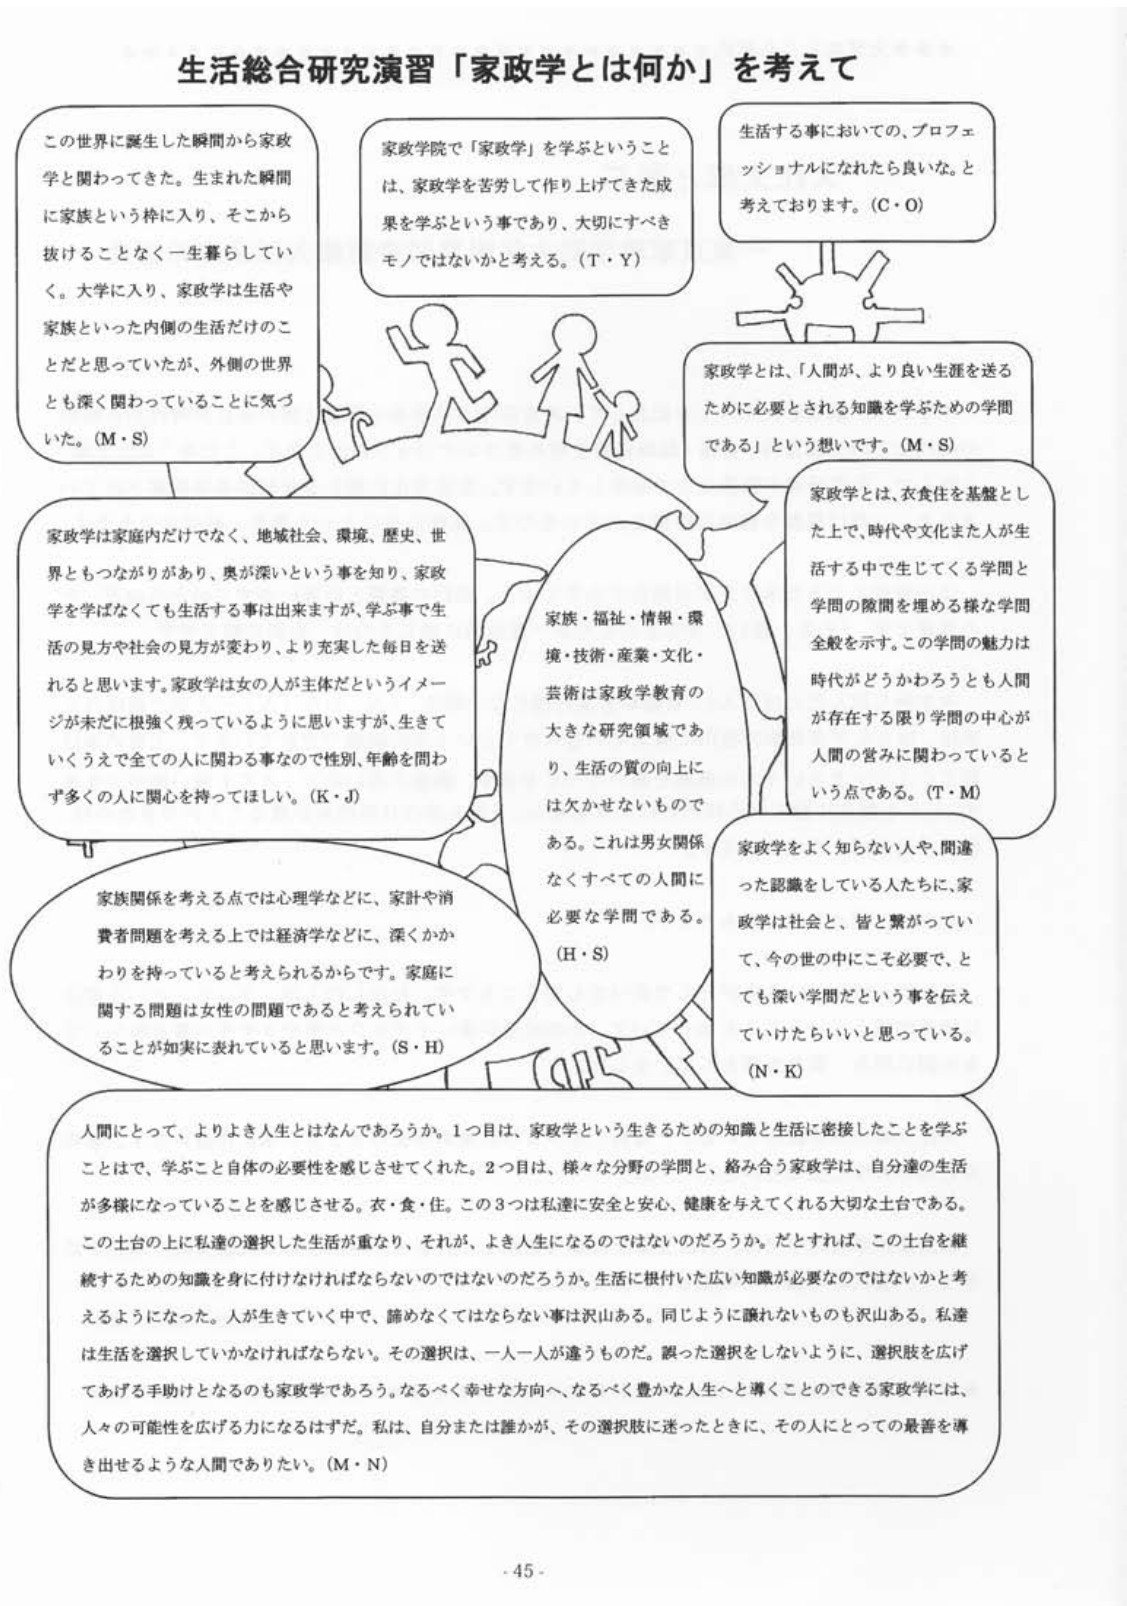 生活総合研究演習「家政学とは何か」を考えて
この世界に誕生した瞬間から家政
学と関わってきた。生まれた瞬間
に家族という枠に入り、そこから
抜けることなく一生暮らしてい
く。大学に入り、家政学は生活や
家族といった内側の生活だけのこ
とだと思っていたが、外側の世界
とも深く関わっていることに気づ
いた。(M・S)
家政学院で「家政学」を学ぶということ
は、家政学を苦労して作り上げてきた成
果を学ぶという事であり、大切にすべき
モノではないかと考える。(T・Y)
生活する事においての、プロフェ
ッショナルになれたら良いな。と
考えております。(C・O)
家政学とは、「人間が、より良い生涯を送る
ために必要とされる知識を学ぶための学問
である」という想いです。(M・S)
家政学とは、衣食住を基盤とし
た上で、時代や文化また人が生
活する中で生じてくる学問と
学問の隙間を埋める様な学問
全般を示す。この学問の魅力は
時代がどうかわろうとも人間
が存在する限り学問の中心が
人間の営みに関わっていると
いう点である。(T・M)
家政学は家庭内だけでなく、地域社会、環境、歴史、世
界ともつながりがあり、奥が深いという事を知り、家政
学を学ばなくても生活する事は出来ますが、学ぶ事で生
活の見方や社会の見方が変わり、より充実した毎日を送
れると思います。家政学は女の人が主体だというイメー
ジが未だに根強く残っているように思いますが、生きて
いくうえで全ての人に関わる事なので性別、年齢を問わ
ず多くの人に関心を持ってほしい。(K・J)
家族・福祉・情報・環
境・技術・産業・文化・
芸術は家政学教育の
大きな研究領域であ
り、生活の質の向上に
は欠かせないもので
ある。これは男女関係
なくすべての人間に
必要な学問である。
(H・S)
家政学をよく知らない人や、間違
った認識をしている人たちに、家
政学は社会と、皆と繋がってい
て、今の世の中にこそ必要で、と
ても深い学問だという事を伝え
ていけたらいいと思っている。
(N・K)
家族関係を考える点では心理学などに、家計や消
費者問題を考える上では経済学などに、深くかか
わりを持っていると考えられるからです。家庭に
関する問題は女性の問題であると考えられてい
ることが如実に表れていると思います。(S・H)
人間にとって、よりよき人生とはなんであろうか。1つ目は、家政学という生きるための知識と生活に密接したことを学ぶ
ことはで、学ぶこと自体の必要性を感じさせてくれた。2つ目は、様々な分野の学問と、絡み合う家政学は、自分達の生活
が多様になっていることを感じさせる。衣・食・住。この3つは私達に安全と安心、健康を与えてくれる大切な土台である。
この土台の上に私達の選択した生活が重なり、それが、よき人生になるのではないのだろうか。だとすれば、この土台を継
続するための知識を身に付けなければならないのではないのだろうか。生活に根付いた広い知識が必要なのではないかと考
えるようになった。人が生きていく中で、諦めなくてはならない事は沢山ある。同じように譲れないものも沢山ある。私達
は生活を選択していかなければならない。その選択は、一人一人が違うものだ。誤った選択をしないように、選択肢を広げ
てあげる手助けとなるのも家政学であろう。なるべく幸せな方向へ、なるべく豊かな人生へと導くことのできる家政学には、
人々の可能性を広げる力になるはずだ。私は、自分または誰かが、その選択肢に迷ったときに、その人にとっての最善を導
き出せるような人間でありたい。(M・N)
- 45 -